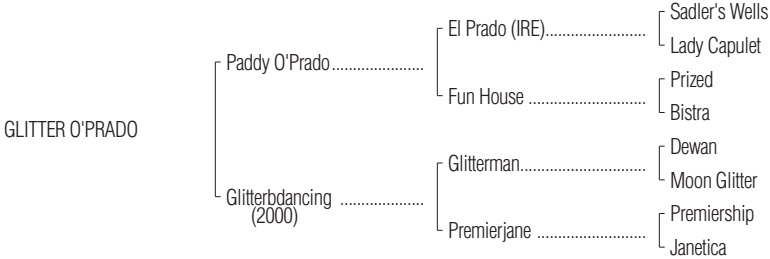 Sadler's Wells
El Prado (IRE)........................
Lady Capulet
Paddy O'Prado......................
Prized
Fun House ............................
Bistra
GLITTER O'PRADO
Dewan
Glitterman..............................
Moon Glitter
Glitterbdancing ....................
(2000)
Premiership
Premierjane ..........................
Janetica